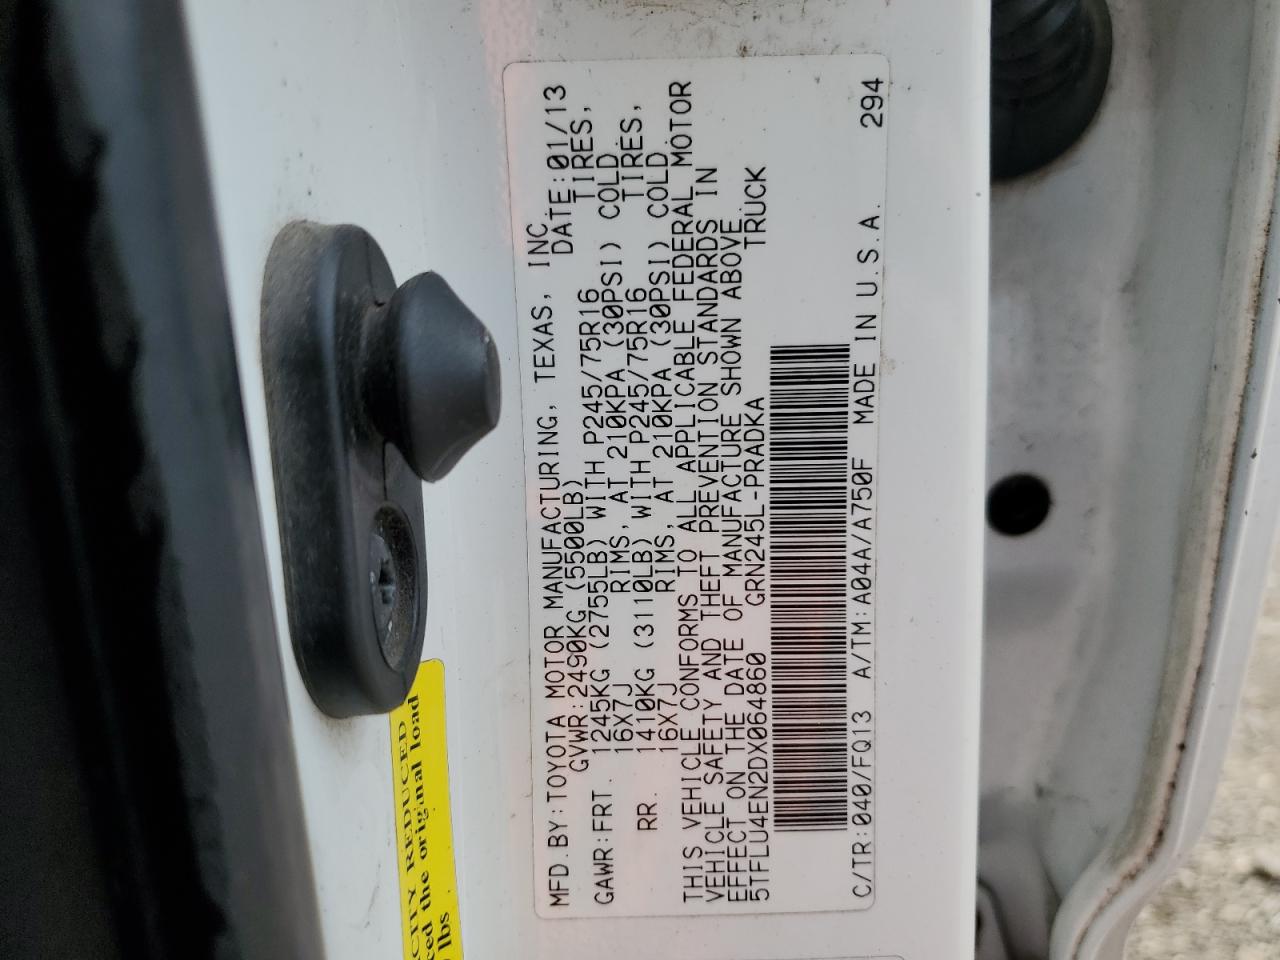 MFD.BY:TOYOTA MOTOR MANUFACTURING, TEXAS, INC.
GVWR:2490KG (5500LB) DATE:01/13
GAWR:FRT. 1245KG (2755LB) WITH P245/75R16 TIRES,
16X7J RIMS, AT 210KPA (30PSI) COLD
RR. 1410KG (3110LB) WITH P245/75R16 TIRES,
16X7J RIMS, AT 210KPA (30PSI) COLD
THIS VEHICLE CONFORMS TO ALL APPLICABLE FEDERAL MOTOR
VEHICLE SAFETY AND THEFT PREVENTION STANDARDS IN
EFFECT ON THE DATE OF MANUFACTURE SHOWN ABOVE.
5TFLU4EN2DX064860 GRN245L-PRADKA TRUCK
C/TR:040/FQ13 A/TM:A04A/A750F MADE IN U.S.A. 294
REDUCED
the original load
lbs